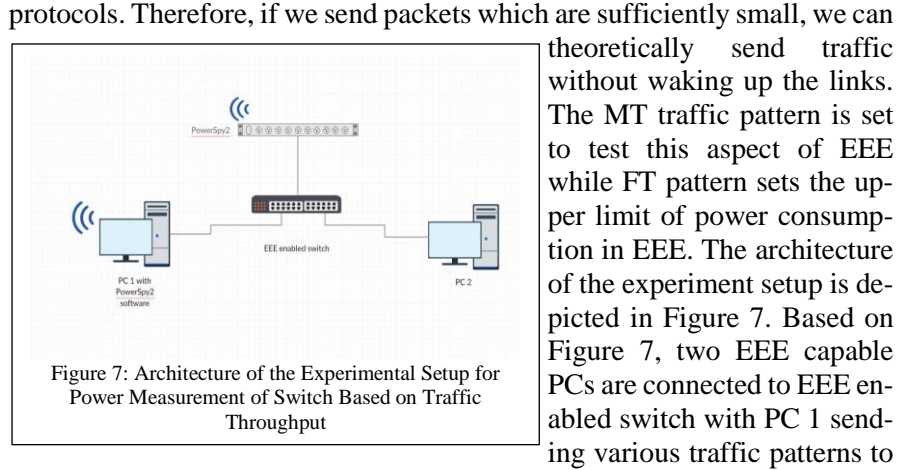 protocols. Therefore, if we send packets which are sufficiently small, we can
theoretically send traffic
without waking up the links.
The MT traffic pattern is set
to test this aspect of EEE
while FT pattern sets the up-
per limit of power consump-
tion in EEE. The architecture
of the experiment setup is de-
picted in Figure 7. Based on
Figure 7, two EEE capable
PCs are connected to EEE en-
abled switch with PC 1 send-
ing various traffic patterns to
PowerSpy2
EEE enabled switch
PC 1 with
PowerSpy2
software
PC 2
Figure 7: Architecture of the Experimental Setup for
Power Measurement of Switch Based on Traffic
Throughput